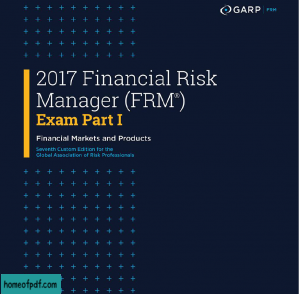 GARP | FRM
2017 Financial Risk
Manager (FRM®)
Exam Part I
Financial Markets and Products
Seventh Custom Edition for the
Global Association of Risk Professionals
homeofpdf.com